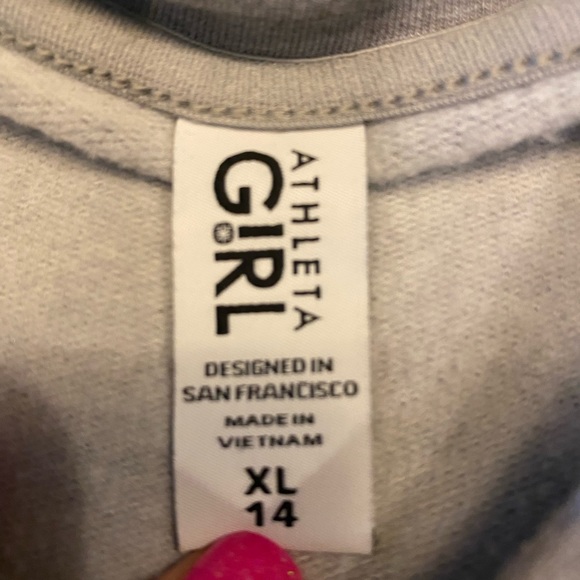 ATHLETA
GIRL
DESIGNED IN
SAN FRANCISCO
MADE IN
VIETNAM
XL
14